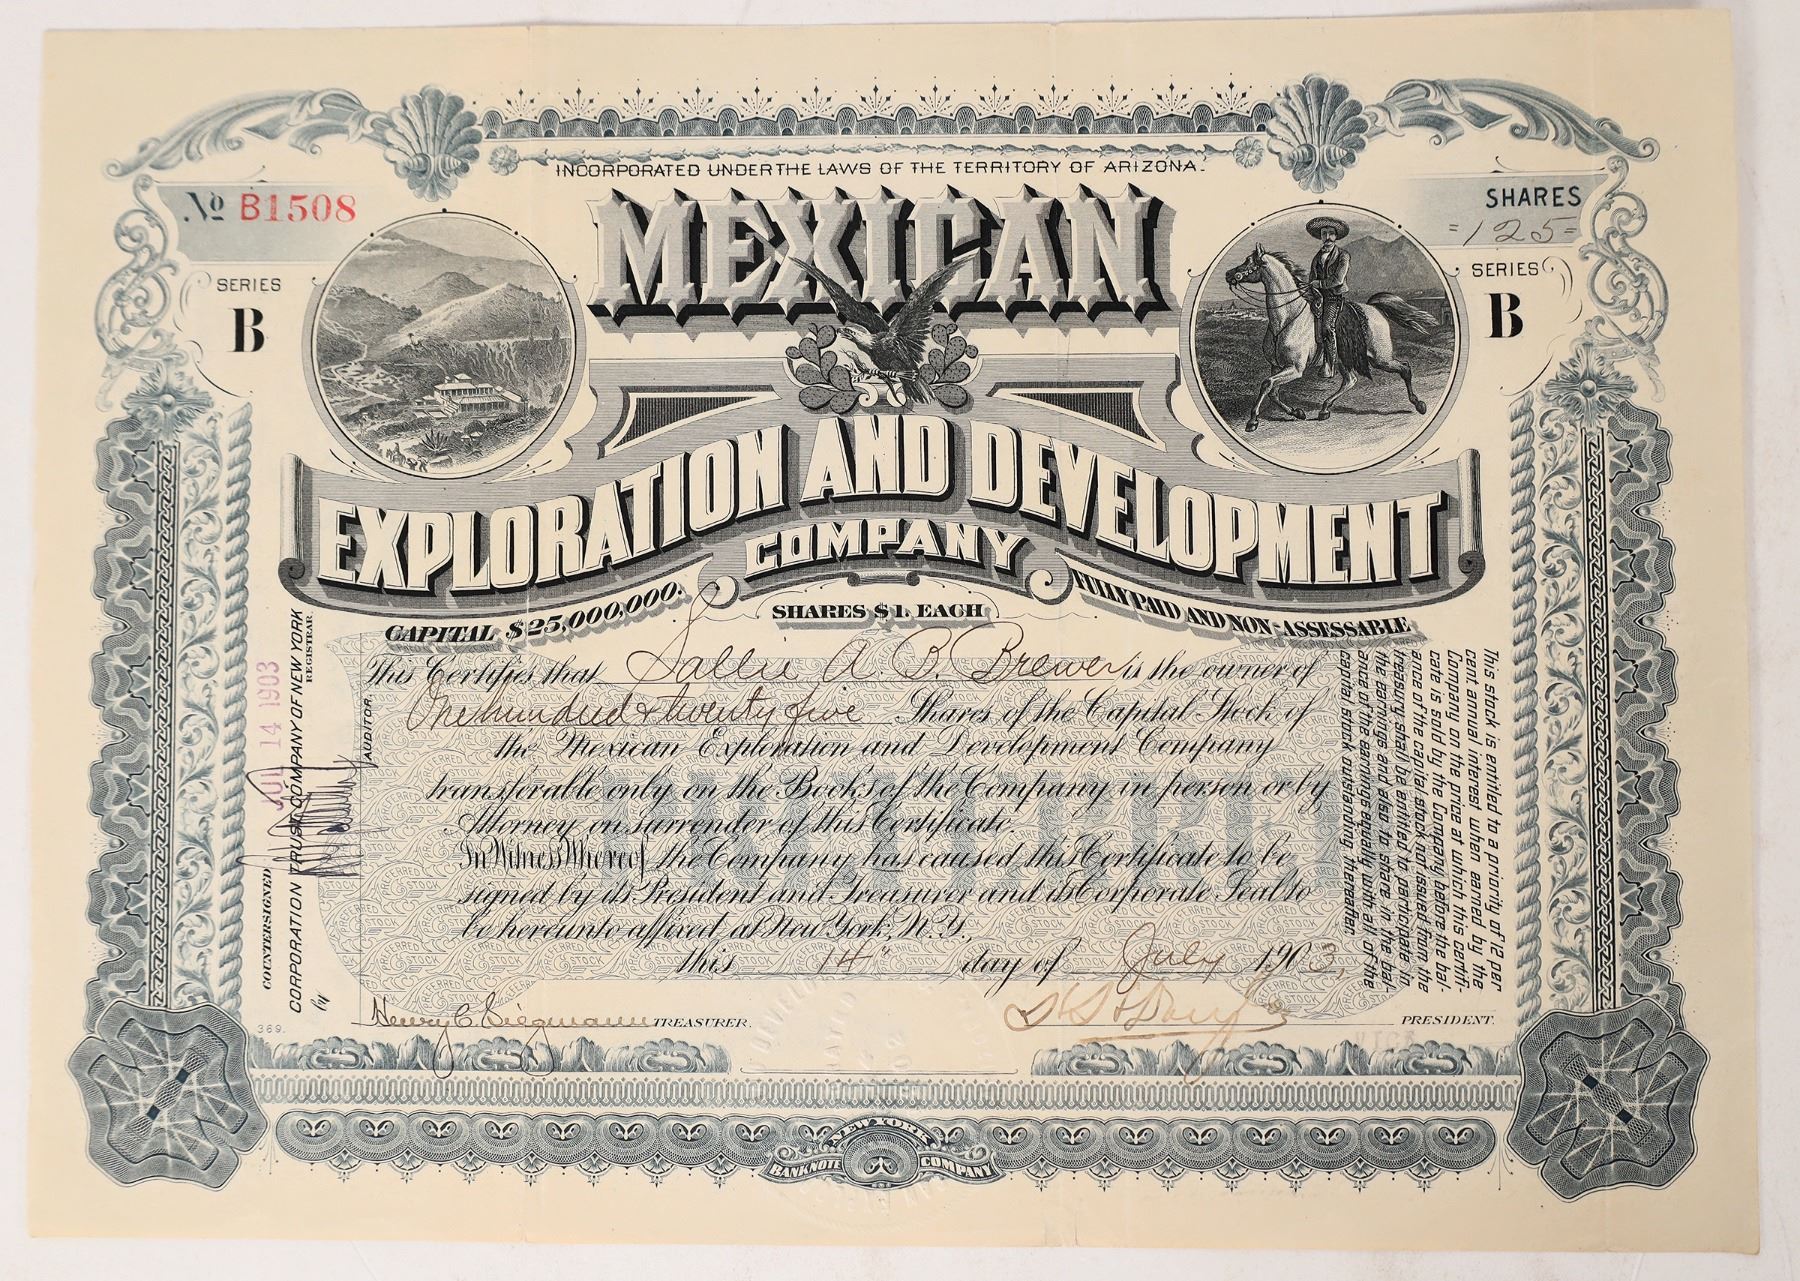 INCORPORATED UNDER THE LAWS OF THE TERRITORY OF ARIZONA.
No B1508
SHARES
=125=
SERIES
B
SERIES
B
MEXICAN
EXPLORATION AND DEVELOPMENT
COMPANY
CAPITAL $25,000,000.
SHARES $1. EACH
FULLY PAID AND NON-ASSESSABLE
This Certifies that Sallie A. B. Brewer is the owner of
One hundred & twenty five Shares of the Capital Stock of
the Mexican Exploration and Development Company
transferable only on the Books of the Company in person or by
Attorney on surrender of this Certificate.
In Witness Whereof, the Company has caused this Certificate to be
signed by its President and Treasurer and its Corporate Seal to
be hereunto affixed, at New York, N.Y.,
this 14" day of July 1903,
Henry C. Siegmann TREASURER.
PRESIDENT.
COUNTERSIGNED JUL 14 1903
CORPORATION TRUST COMPANY OF NEW YORK
REGISTRAR.
by
AUDITOR.
This stock is entitled to a priority of 12 per
cent annual interest when earned by the
Company on the price at which this certifi-
cate is sold by the Company before the bal-
ance of the capital stock not issued from the
treasury shall be entitled to participate in
the earnings and also to share in the bal-
ance of the earnings equally with all of the
capital stock outstanding thereafter.
PREFERRED STOCK
369.
NEW YORK
BANK NOTE COMPANY